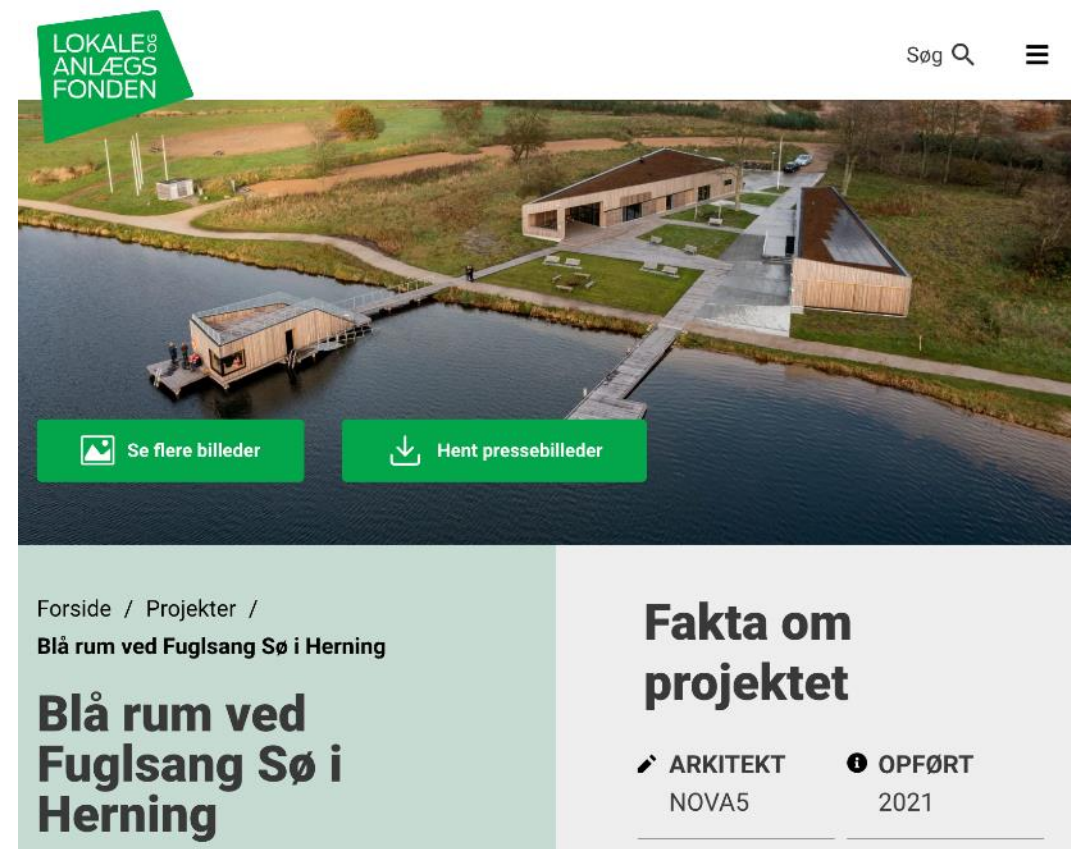 LOKALE OG
ANLÆGS
FONDEN
Søg
Se flere billeder
Hent pressebilleder
Forside / Projekter /
Blå rum ved Fuglsang Sø i Herning
Blå rum ved
Fuglsang Sø i
Herning
Fakta om
projektet
ARKITEKT
NOVA5
OPFØRT
2021